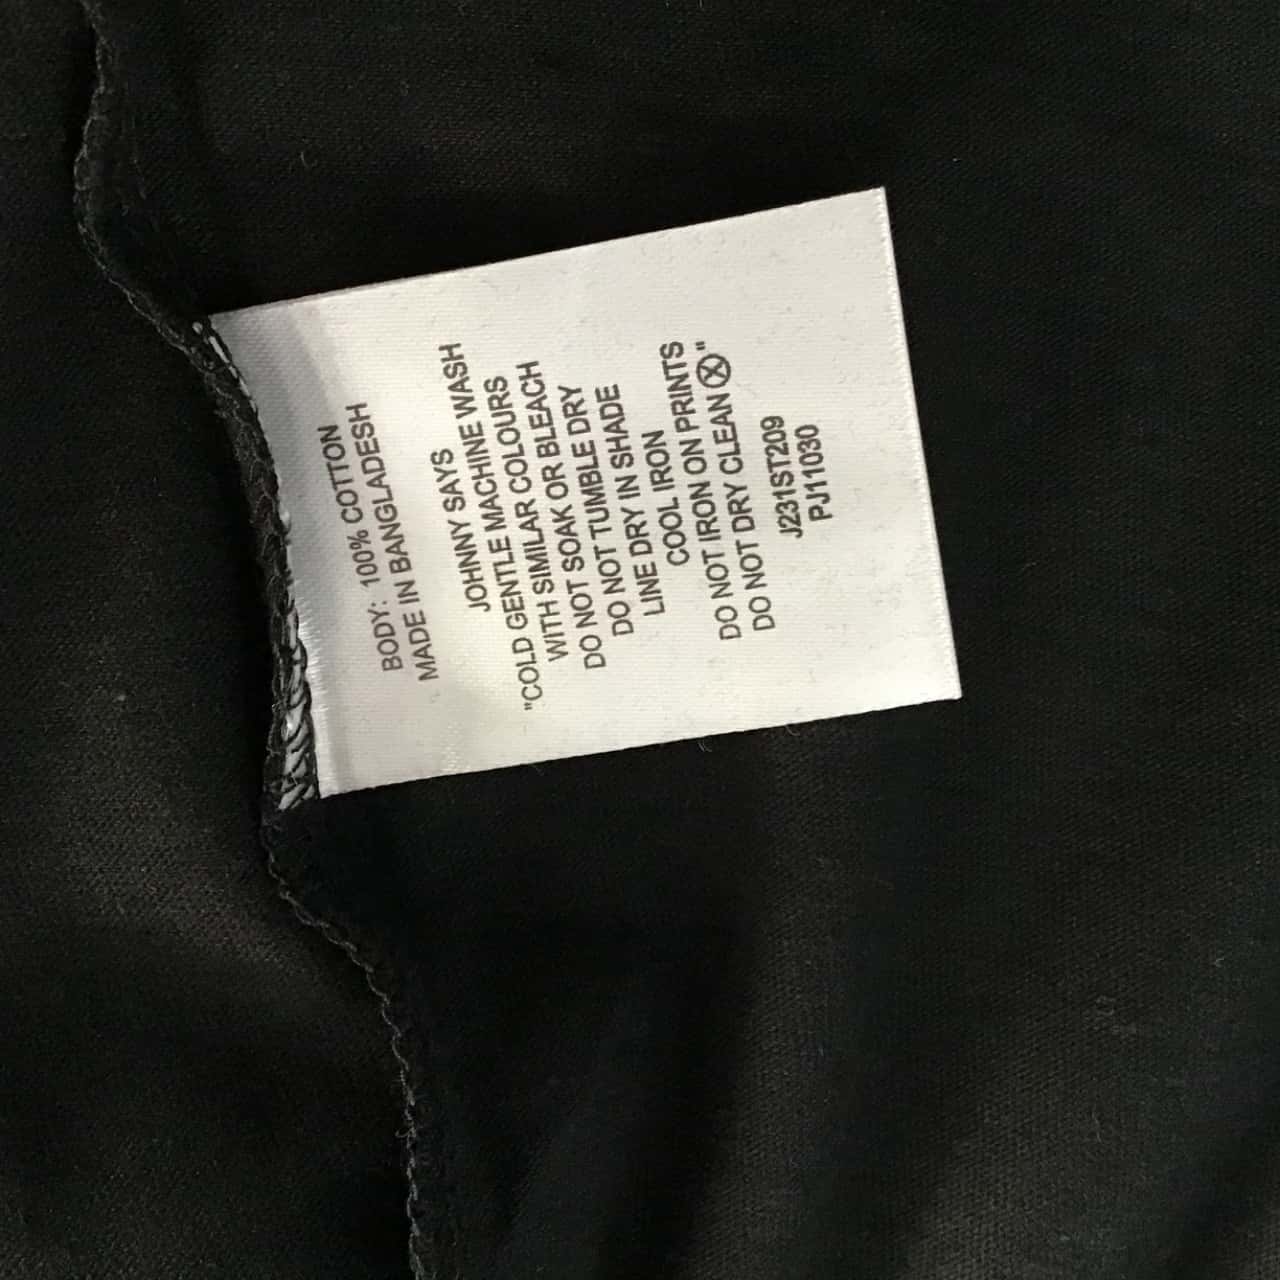 BODY: 100% COTTON
MADE IN BANGLADESH
JOHNNY SAYS
"COLD GENTLE MACHINE WASH
WITH SIMILAR COLOURS
DO NOT SOAK OR BLEACH
DO NOT TUMBLE DRY
LINE DRY IN SHADE
COOL IRON
DO NOT IRON ON PRINTS
DO NOT DRY CLEAN Ⓧ"
J231ST209
PJ11030